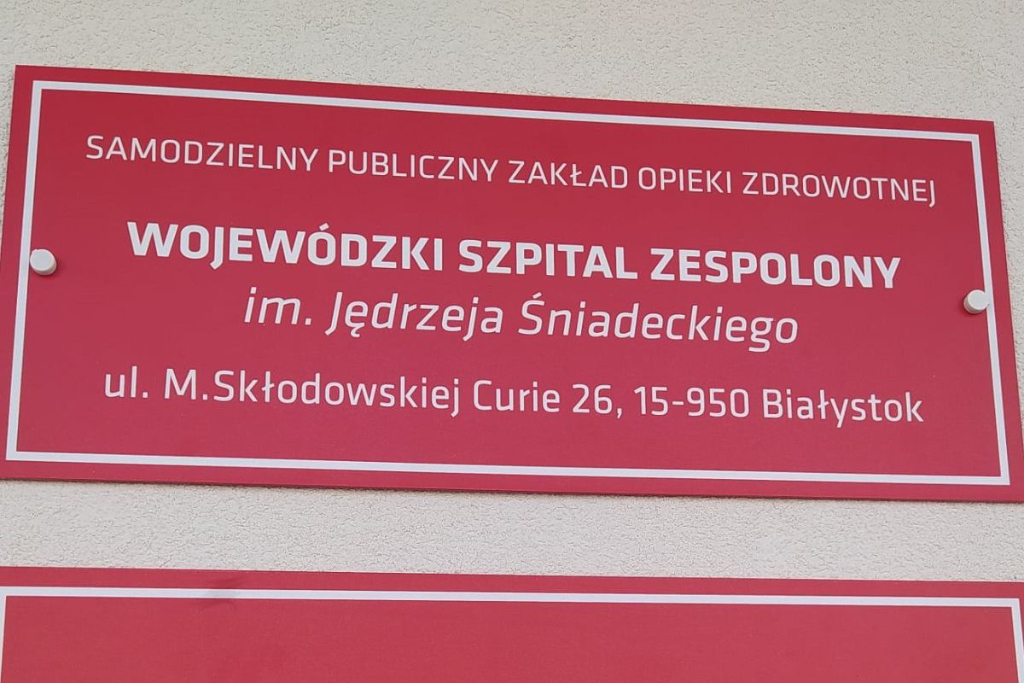 SAMODZIELNY PUBLICZNY ZAKŁAD OPIEKI ZDROWOTNEJ
WOJEWÓDZKI SZPITAL ZESPOLONY
im. Jędrzeja Śniadeckiego
ul. M.Skłodowskiej Curie 26, 15-950 Białystok